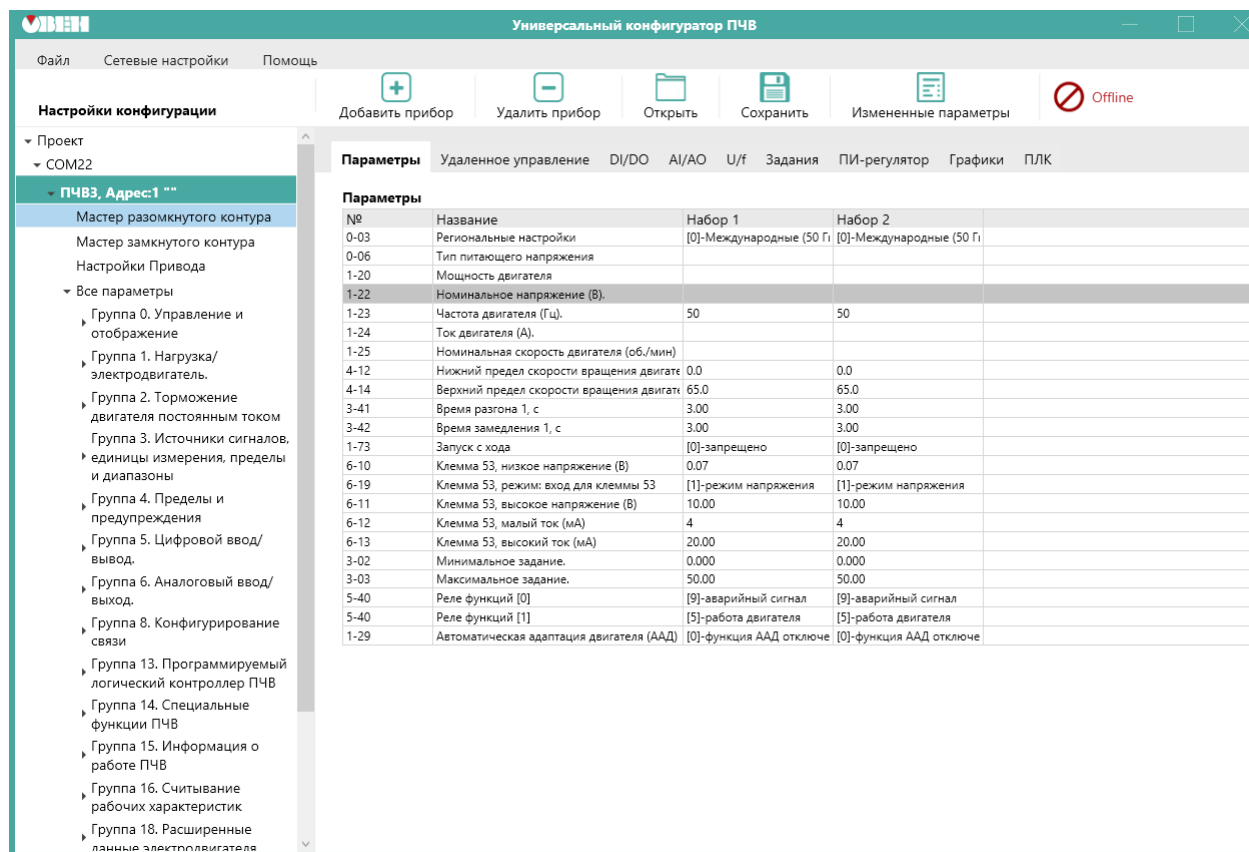 ОВЕН
Универсальный конфигуратор ПЧВ
Файл Сетевые настройки Помощь
Настройки конфигурации
Добавить прибор Удалить прибор Открыть Сохранить Измененные параметры Offline
Проект
COM22
ПЧВ3, Адрес:1 ""
Мастер разомкнутого контура
Мастер замкнутого контура
Настройки Привода
Все параметры
Группа 0. Управление и
отображение
Группа 1. Нагрузка/
электродвигатель.
Группа 2. Торможение
двигателя постоянным током
Группа 3. Источники сигналов,
единицы измерения, пределы
и диапазоны
Группа 4. Пределы и
предупреждения
Группа 5. Цифровой ввод/
вывод.
Группа 6. Аналоговый ввод/
выход.
Группа 8. Конфигурирование
связи
Группа 13. Программируемый
логический контроллер ПЧВ
Группа 14. Специальные
функции ПЧВ
Группа 15. Информация о
работе ПЧВ
Группа 16. Считывание
рабочих характеристик
Группа 18. Расширенные
данные электродвигателя
Параметры Удаленное управление DI/DO AI/AO U/f Задания ПИ-регулятор Графики ПЛК
Параметры
№ Название Набор 1 Набор 2
0-03 Региональные настройки [0]-Международные (50 Г [0]-Международные (50 Г
0-06 Тип питающего напряжения
1-20 Мощность двигателя
1-22 Номинальное напряжение (В).
1-23 Частота двигателя (Гц). 50 50
1-24 Ток двигателя (А).
1-25 Номинальная скорость двигателя (об./мин)
4-12 Нижний предел скорости вращения двигате 0.0 0.0
4-14 Верхний предел скорости вращения двигате 65.0 65.0
3-41 Время разгона 1, с 3.00 3.00
3-42 Время замедления 1, с 3.00 3.00
1-73 Запуск с хода [0]-запрещено [0]-запрещено
6-10 Клемма 53, низкое напряжение (В) 0.07 0.07
6-19 Клемма 53, режим: вход для клеммы 53 [1]-режим напряжения [1]-режим напряжения
6-11 Клемма 53, высокое напряжение (В) 10.00 10.00
6-12 Клемма 53, малый ток (мА) 4 4
6-13 Клемма 53, высокий ток (мА) 20.00 20.00
3-02 Минимальное задание. 0.000 0.000
3-03 Максимальное задание. 50.00 50.00
5-40 Реле функций [0] [9]-аварийный сигнал [9]-аварийный сигнал
5-40 Реле функций [1] [5]-работа двигателя [5]-работа двигателя
1-29 Автоматическая адаптация двигателя (ААД) [0]-функция ААД отключе [0]-функция ААД отключе